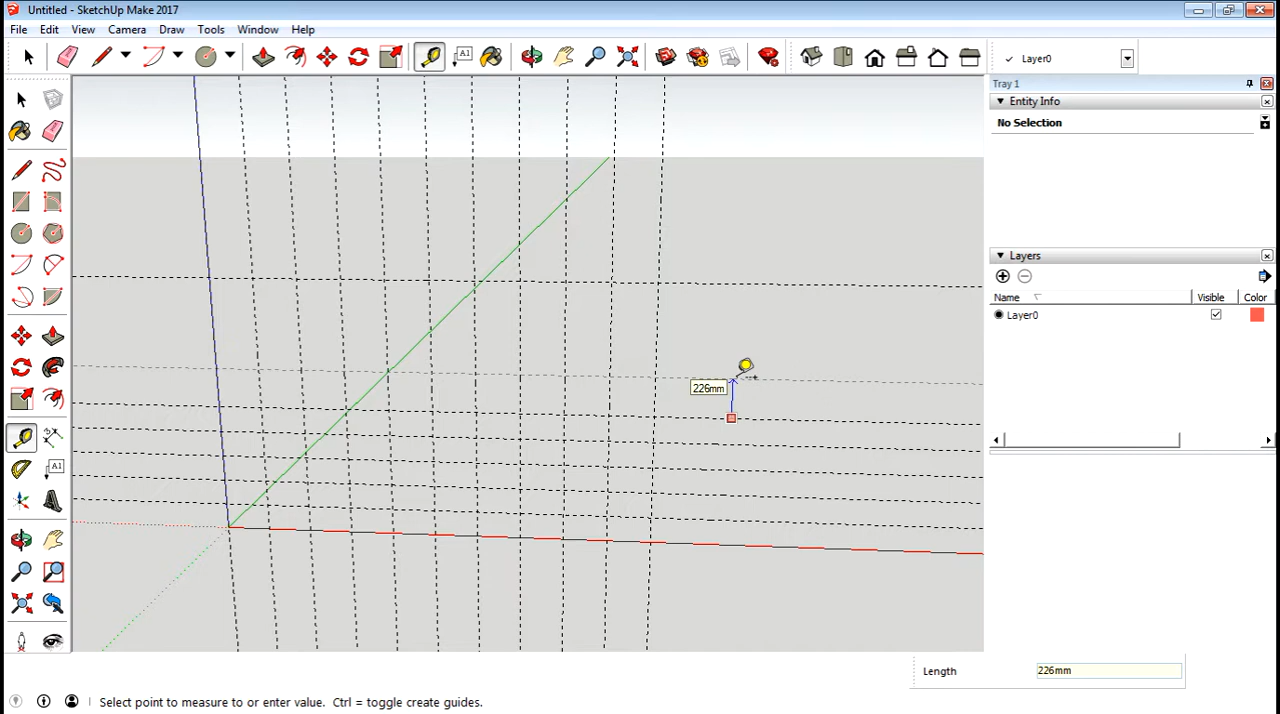 Untitled - SketchUp Make 2017
File Edit View Camera Draw Tools Window Help
A1
Layer0
Tray 1
Entity Info
No Selection
Layers
Name Visible Color
Layer0
226mm
A1
Length 226mm
Select point to measure to or enter value. Ctrl = toggle create guides.